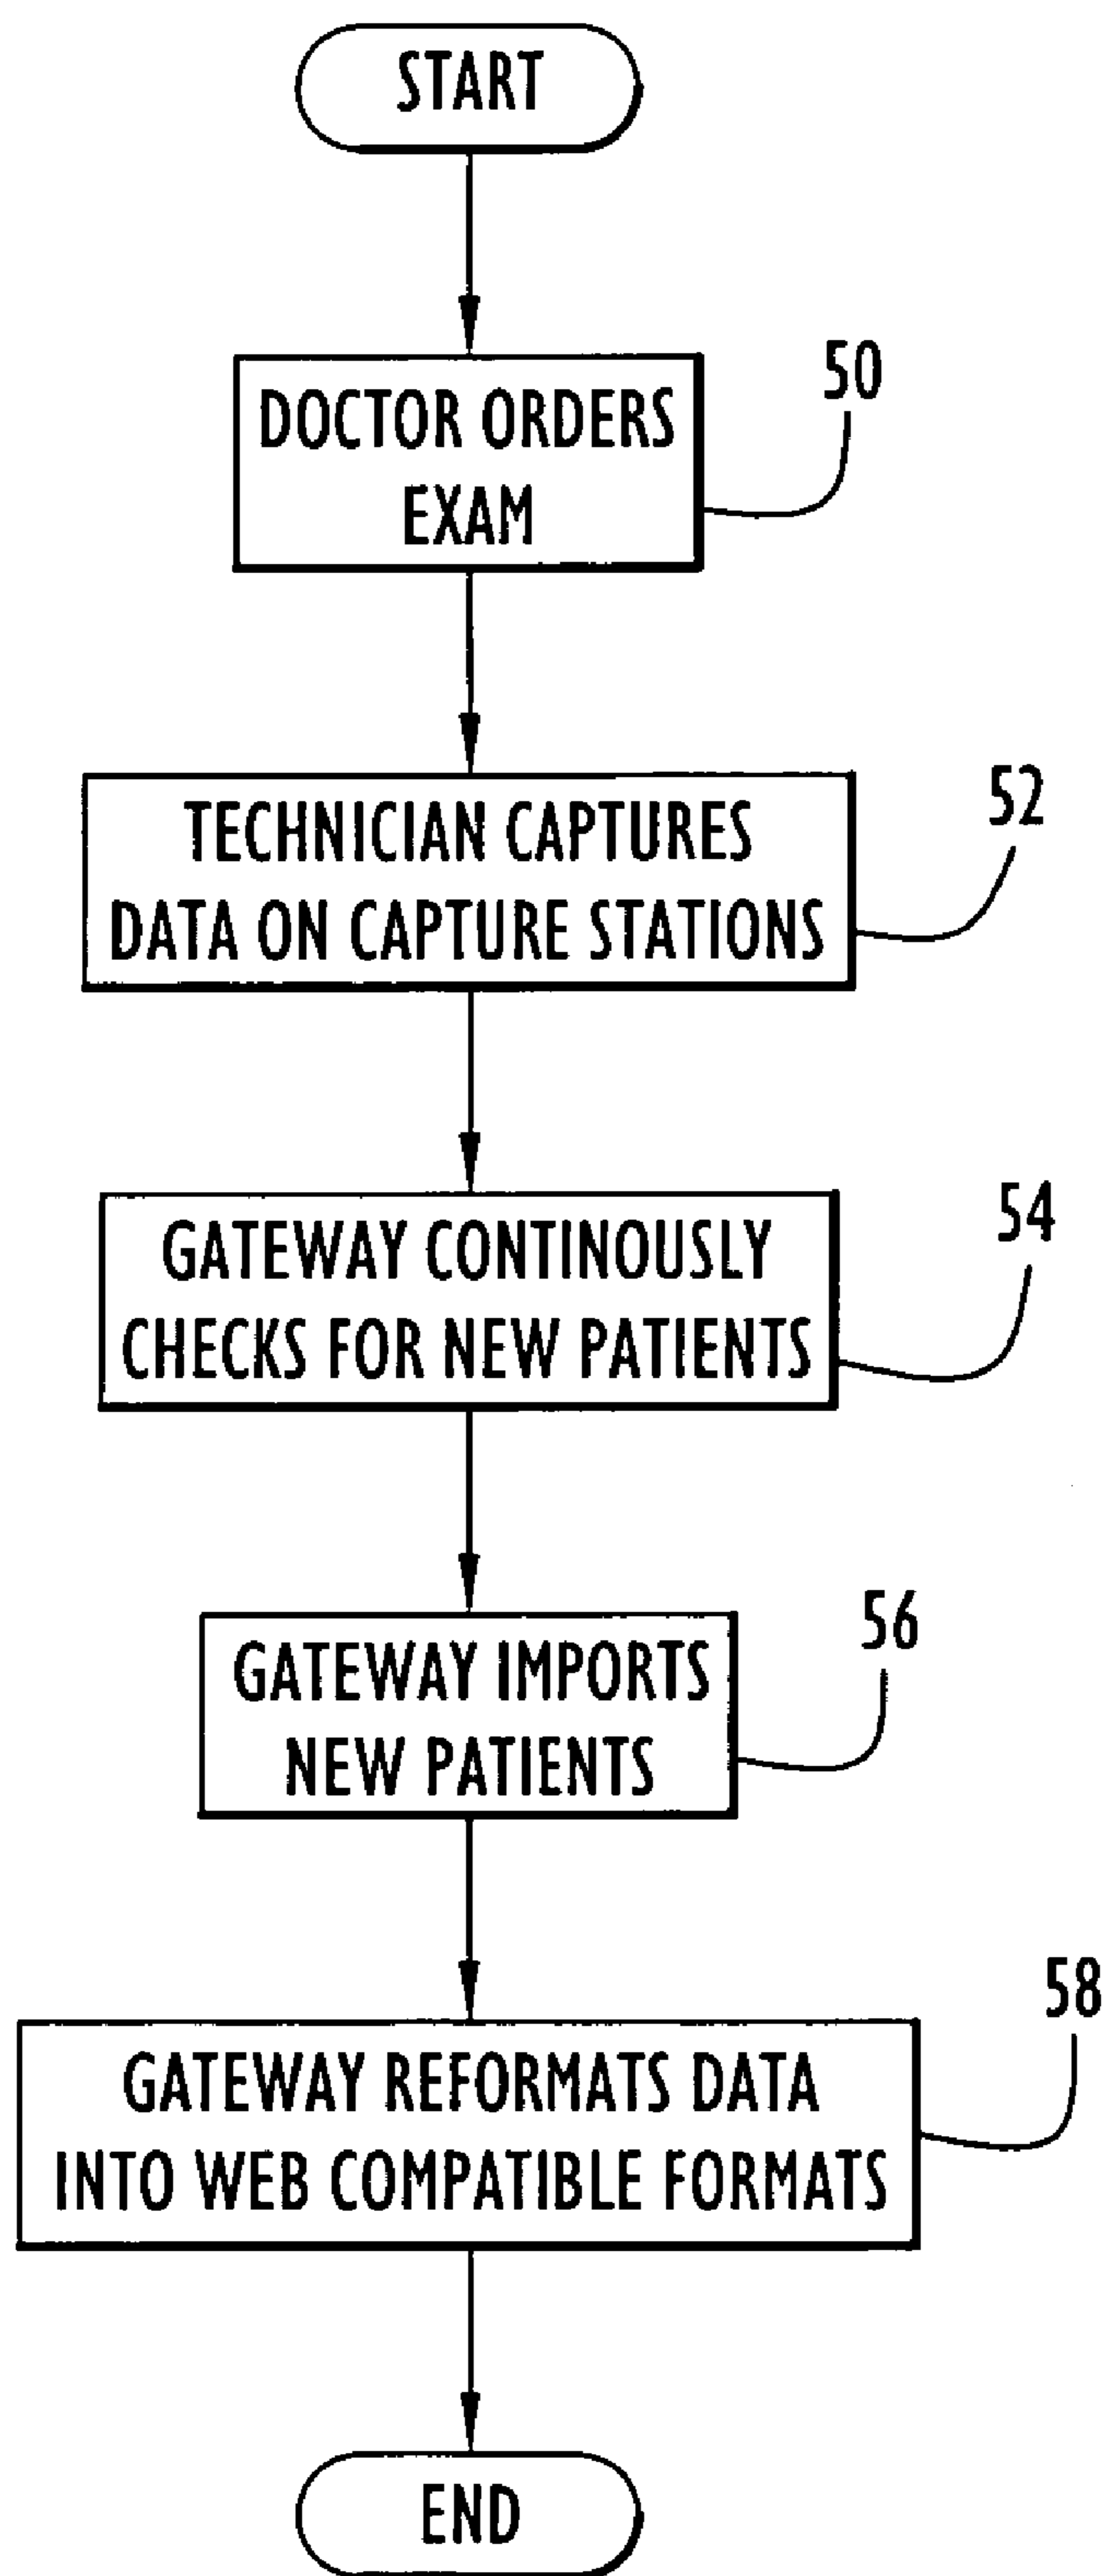 START
DOCTOR ORDERS
EXAM
50
TECHNICIAN CAPTURES
DATA ON CAPTURE STATIONS
52
GATEWAY CONTINOUSLY
CHECKS FOR NEW PATIENTS
54
GATEWAY IMPORTS
NEW PATIENTS
56
GATEWAY REFORMATS DATA
INTO WEB COMPATIBLE FORMATS
58
END